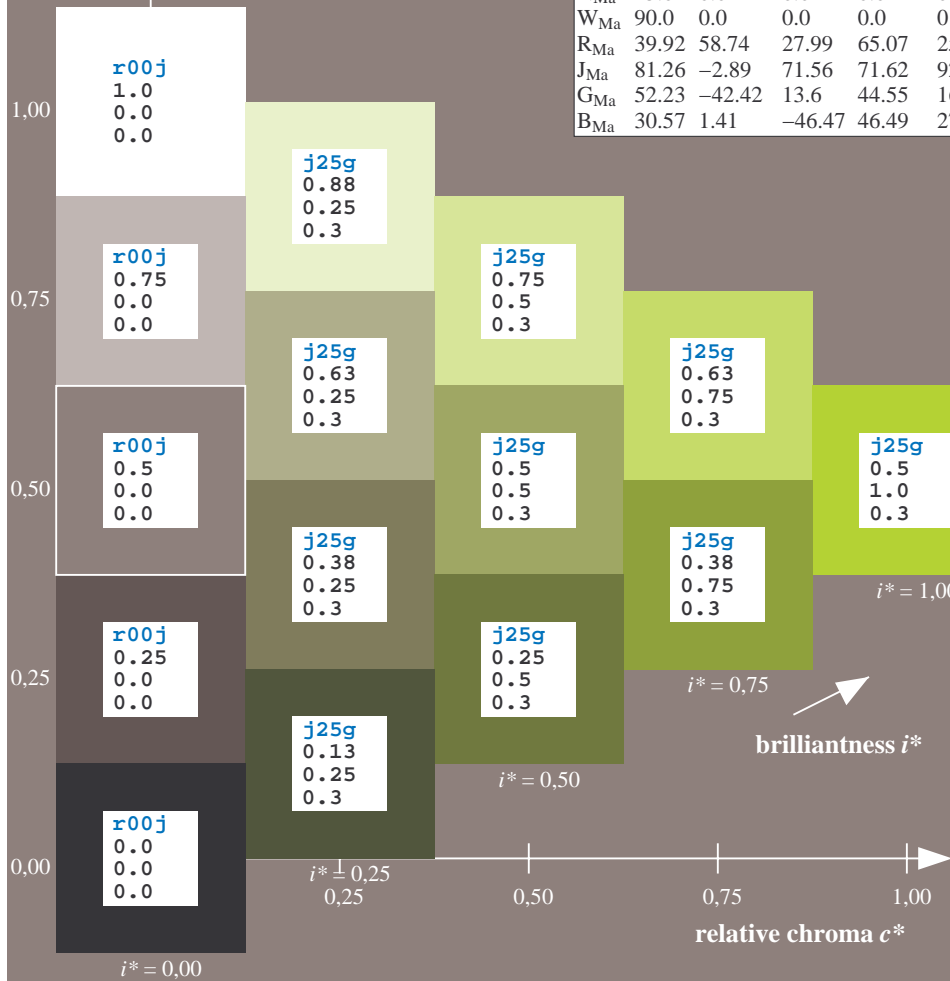 W Ma 90.0 0.0 0.0 0.0
R Ma 39.92 58.74 27.99 65.07
J Ma 81.26 −2.89 71.56 71.62
G Ma 52.23 −42.42 13.6 44.55
B Ma 30.57 1.41 −46.47 46.49
1,00
r00j
1.0
0.0
0.0
j25g
0.88
0.25
0.3
0,75
r00j
0.75
0.0
0.0
j25g
0.75
0.5
0.3
j25g
0.63
0.25
0.3
j25g
0.63
0.75
0.3
0,50
r00j
0.5
0.0
0.0
j25g
0.5
0.5
0.3
j25g
0.5
1.0
0.3
j25g
0.38
0.25
0.3
j25g
0.38
0.75
0.3
i* = 1,00
0,25
r00j
0.25
0.0
0.0
j25g
0.25
0.5
0.3
i* = 0,75
j25g
0.13
0.25
0.3
brilliantness i*
i* = 0,50
0,00
r00j
0.0
0.0
0.0
i* = 0,25
0,25 0,50 0,75 1,00
relative chroma c*
i* = 0,00